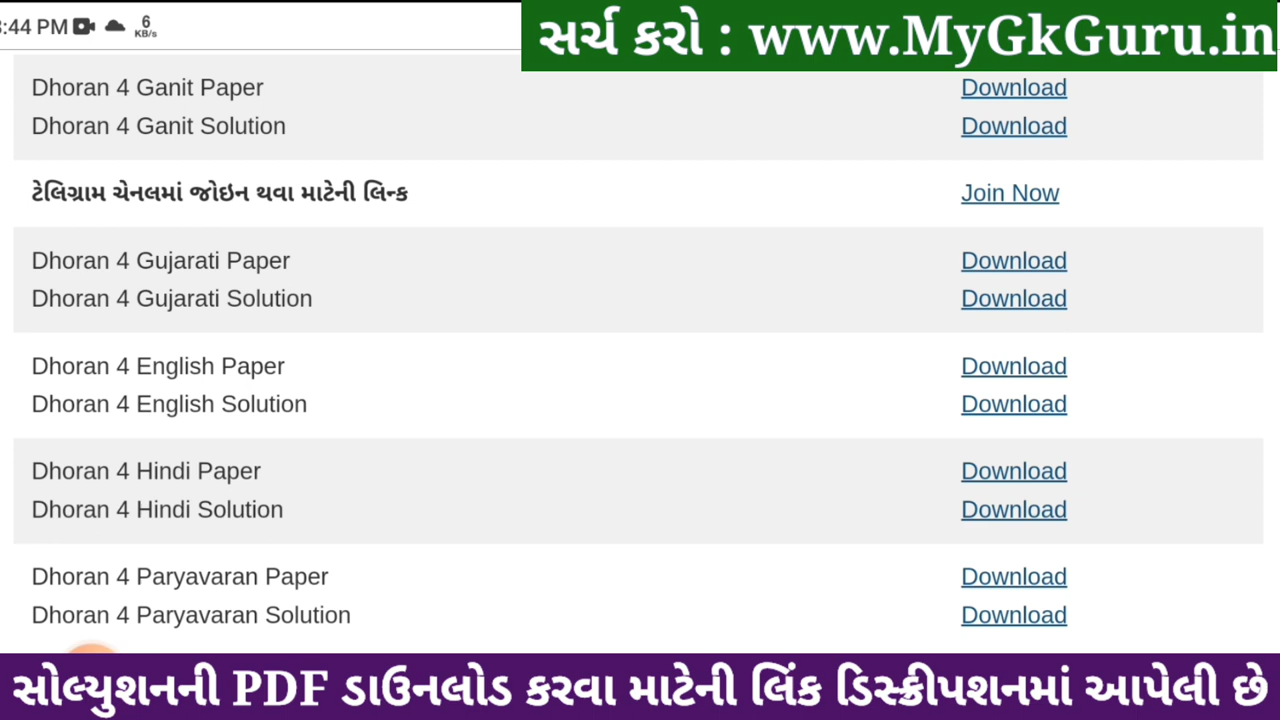 :44 PM 6 KB/s
સર્ચ કરો : www.MyGkGuru.in
Dhoran 4 Ganit Paper Download
Dhoran 4 Ganit Solution Download
ટેલિગ્રામ ચેનલમાં જોઇન થવા માટેની લિન્ક Join Now
Dhoran 4 Gujarati Paper Download
Dhoran 4 Gujarati Solution Download
Dhoran 4 English Paper Download
Dhoran 4 English Solution Download
Dhoran 4 Hindi Paper Download
Dhoran 4 Hindi Solution Download
Dhoran 4 Paryavaran Paper Download
Dhoran 4 Paryavaran Solution Download
સોલ્યુશનની PDF ડાઉનલોડ કરવા માટેની લિંક ડિસ્ક્રીપશનમાં આપેલી છે